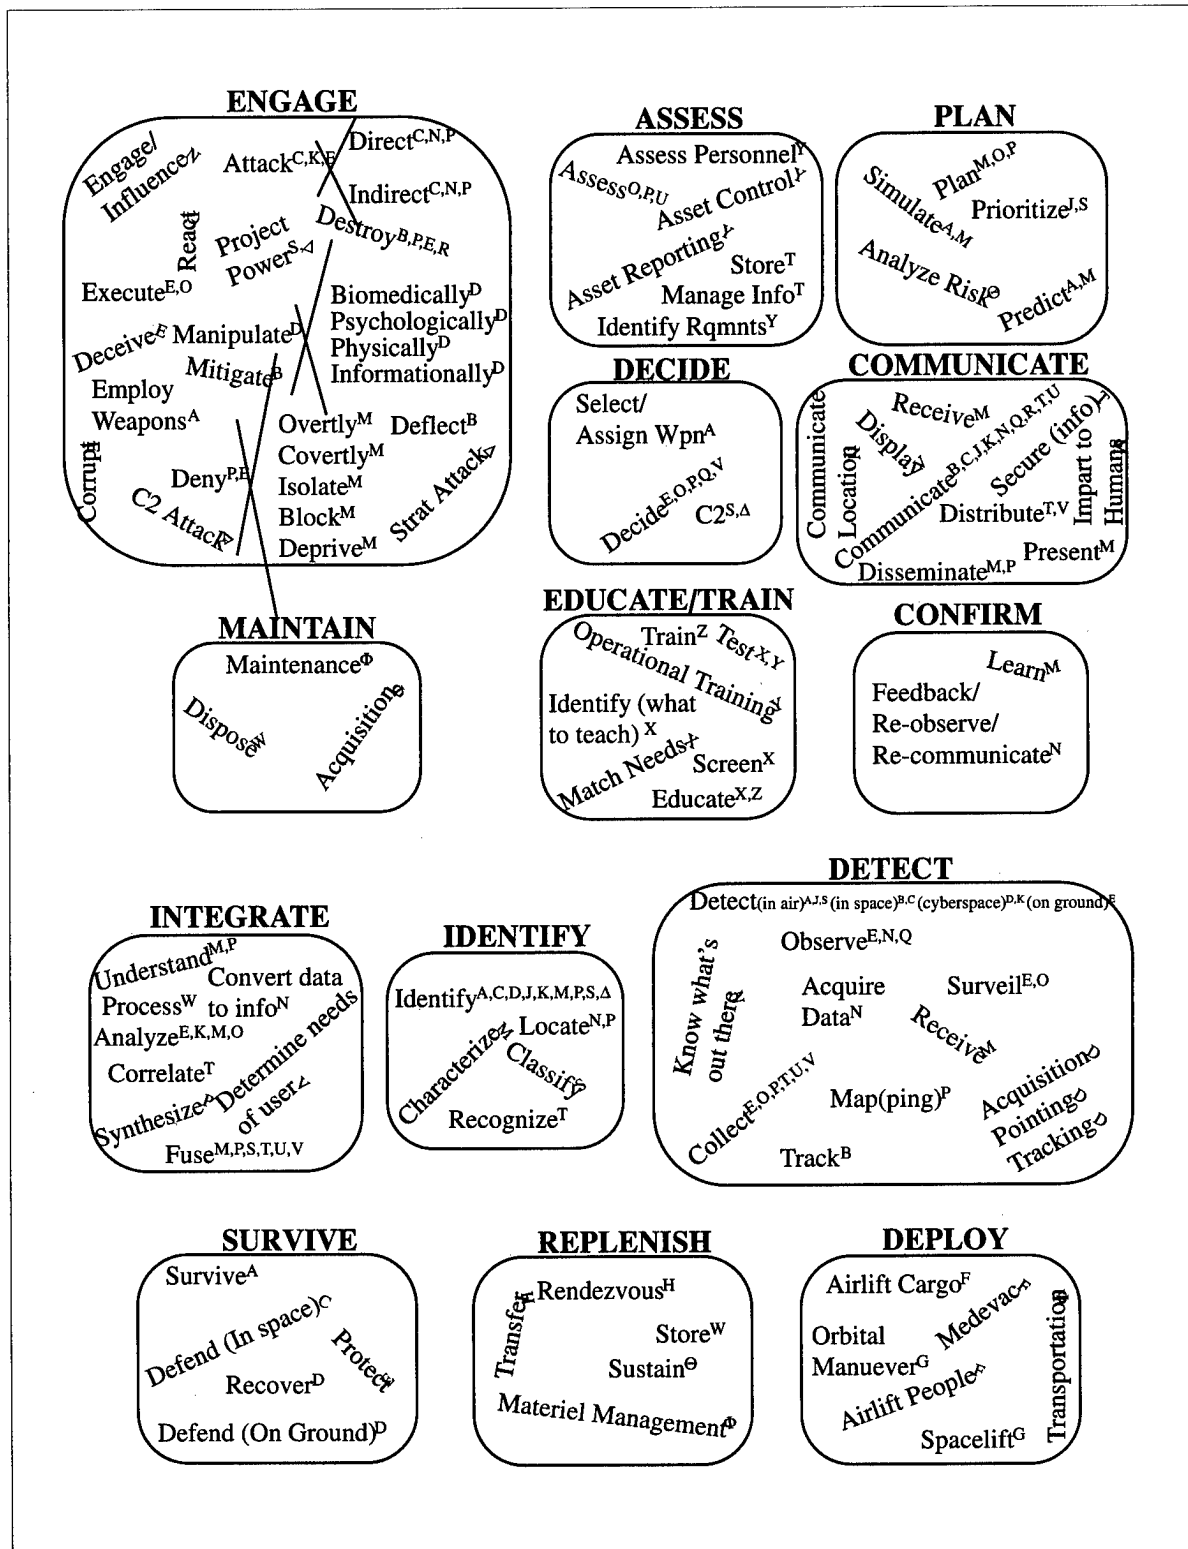 ENGAGE
Engage/
Influence^Z
Attack^C,K,E
Direct^C,N,P
Indirect^C,N,P
React
Project
Power^S,Δ
Destroy^B,P,E,R
Execute^E,O
Biomedically^D
Psychologically^D
Physically^D
Informationally^D
Deceive^E
Manipulate^D
Mitigate^B
Employ
Weapons^A
Overtly^M
Covertly^M
Isolate^M
Block^M
Deprive^M
Deflect^B
Corrupt
Deny^P,E
C2 Attack
Strat Attack
ASSESS
Assess Personnel^Y
Assess^O,P,U
Asset Control^Y
Asset Reporting^Y
Store^T
Manage Info^T
Identify Rqmnts^Y
PLAN
Plan^M,O,P
Simulate^A,M
Prioritize^J,S
Analyze Risk^Θ
Predict^A,M
DECIDE
Select/
Assign Wpn^A
Decide^E,O,P,Q,V
C2^S,Δ
COMMUNICATE
Communicate
Location
Receive^M
Display^V
Communicate^B,C,J,K,N,Q,R,T,U
Secure (info)^T
Distribute^T,V
Impart to
Humans
Present^M
Disseminate^M,P
MAINTAIN
Maintenance^Φ
Dispose^W
Acquisition^Θ
EDUCATE/TRAIN
Train^Z
Test^X,Y
Operational Training^Y
Identify (what
to teach)^X
Match Needs^Y
Screen^X
Educate^X,Z
CONFIRM
Learn^M
Feedback/
Re-observe/
Re-communicate^N
INTEGRATE
Understand^M,P
Convert data
to info^N
Process^W
Analyze^E,K,M,O
Correlate^T
Synthesize
Determine needs
of user^V
Fuse^M,P,S,T,U,V
IDENTIFY
Identify^A,C,D,J,K,M,P,S,Δ
Locate^N,P
Characterize^M
Classify
Recognize^T
DETECT
Detect(in air)^A,J,S (in space)^B,C (cyberspace)^D,K (on ground)^E
Know what's
out there
Observe^E,N,Q
Acquire
Data^N
Surveil^E,O
Receive^M
Collect^E,O,P,T,U,V
Map(ping)^P
Track^B
Acquisition^J
Pointing^J
Tracking^J
SURVIVE
Survive^A
Defend (In space)^C
Protect^W
Recover^D
Defend (On Ground)^D
REPLENISH
Transfer^H
Rendezvous^H
Store^W
Sustain^Θ
Materiel Management^Φ
DEPLOY
Airlift Cargo^F
Medevac^F
Orbital
Manuever^G
Airlift People^F
Spacelift^G
Transportation^Φ